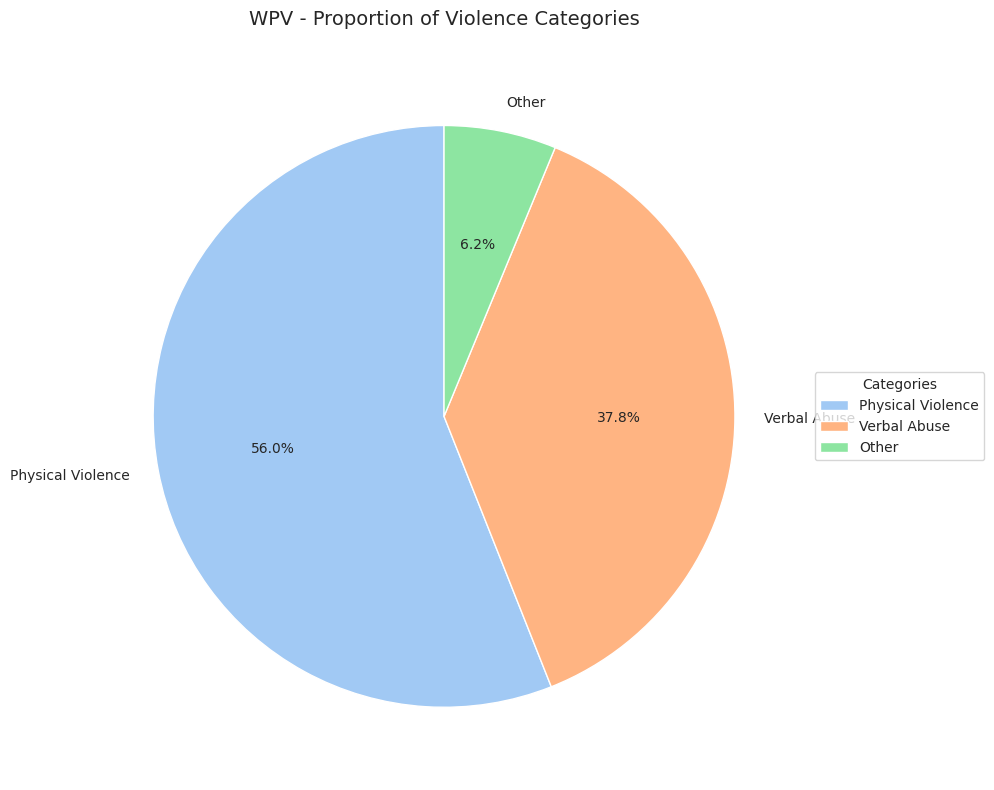 WPV - Proportion of Violence Categories
Other
6.2%
37.8%
Verbal Abuse
56.0%
Physical Violence
Categories
Physical Violence
Verbal Abuse
Other